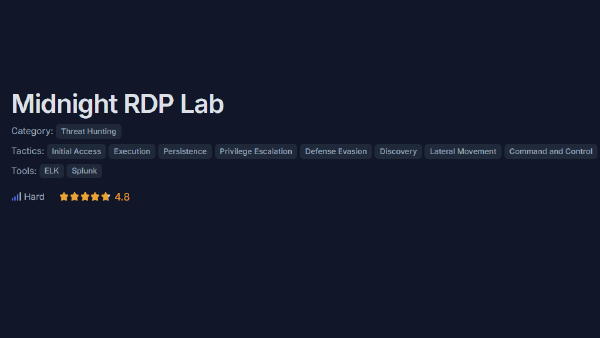 Midnight RDP Lab
Category: Threat Hunting
Tactics: Initial Access Execution Persistence Privilege Escalation Defense Evasion Discovery Lateral Movement Command and Control
Tools: ELK Splunk
Hard 4.8